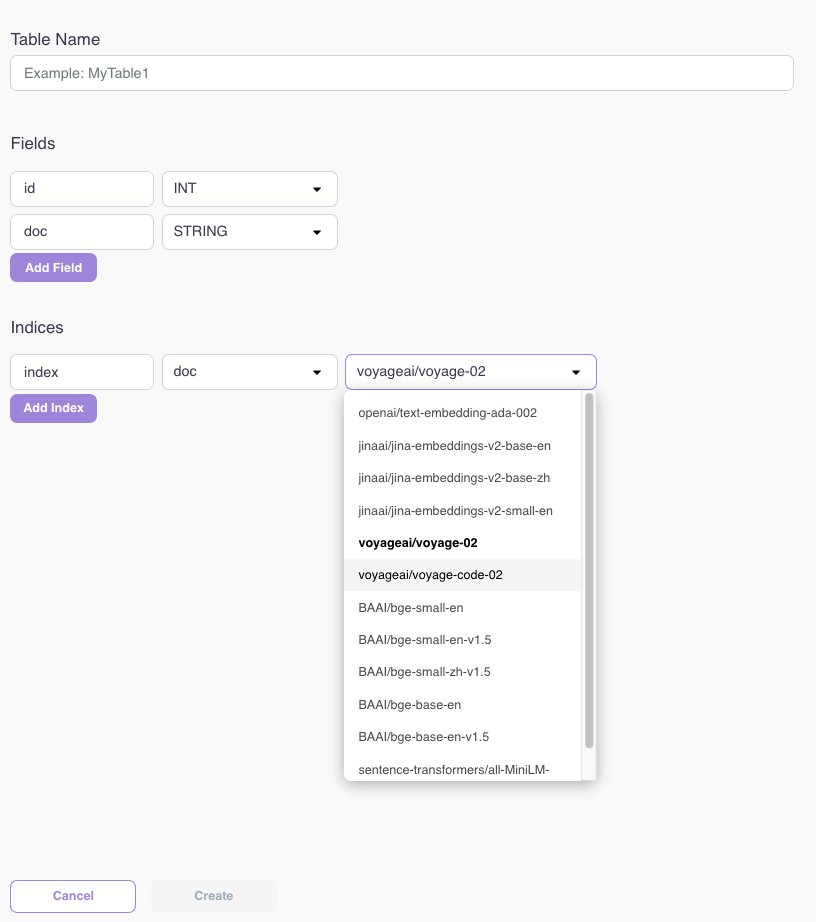 Table Name
Example: MyTable1
Fields
id INT
doc STRING
Add Field
Indices
index doc voyageai/voyage-02
Add Index
openai/text-embedding-ada-002
jinaai/jina-embeddings-v2-base-en
jinaai/jina-embeddings-v2-base-zh
jinaai/jina-embeddings-v2-small-en
voyageai/voyage-02
voyageai/voyage-code-02
BAAI/bge-small-en
BAAI/bge-small-en-v1.5
BAAI/bge-small-zh-v1.5
BAAI/bge-base-en
BAAI/bge-base-en-v1.5
sentence-transformers/all-MiniLM-
Cancel Create